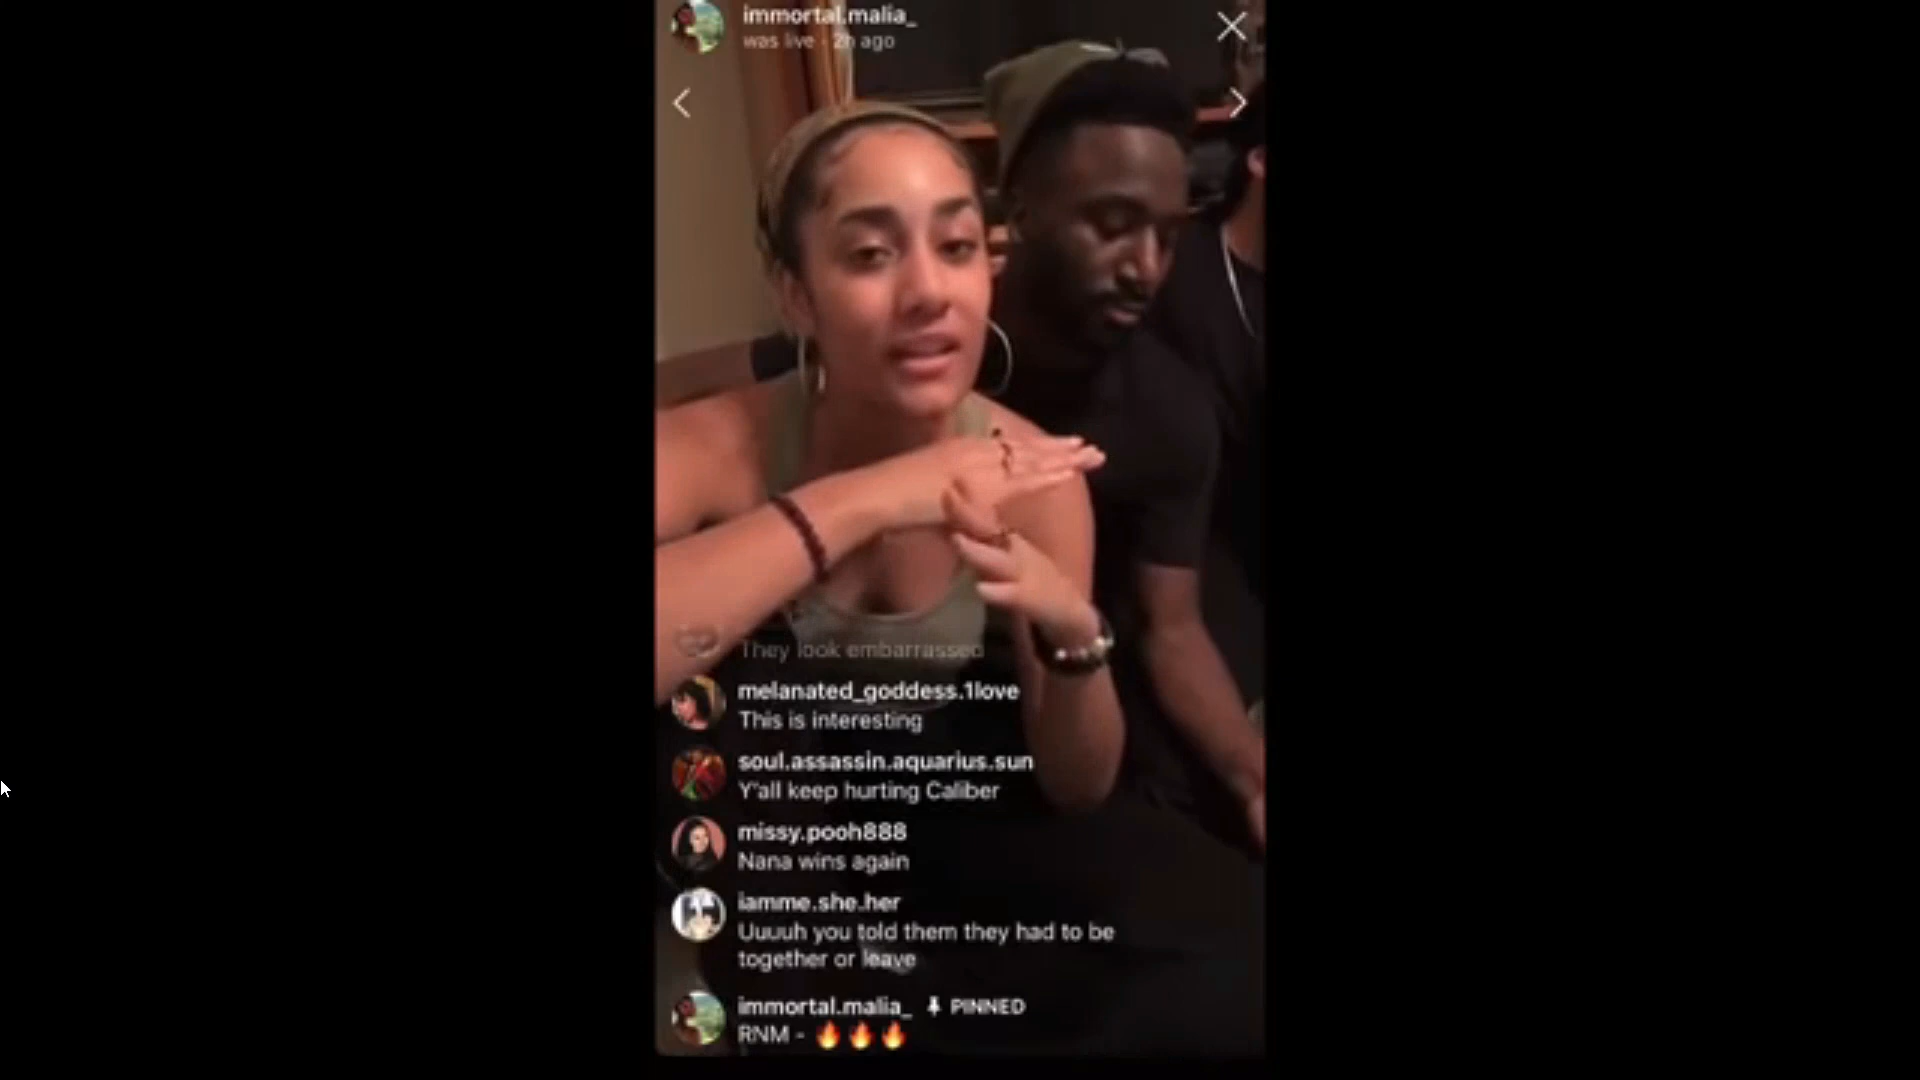 immortal.malia_
was live · 2h ago
They look embarrassed
melanated_goddess.1love
This is interesting
soul.assassin.aquarius.sun
Y'all keep hurting Caliber
missy.pooh888
Nana wins again
iamme.she.her
Uuuuh you told them they had to be
together or leave
immortal.malia_ PINNED
RNM - 🔥🔥🔥